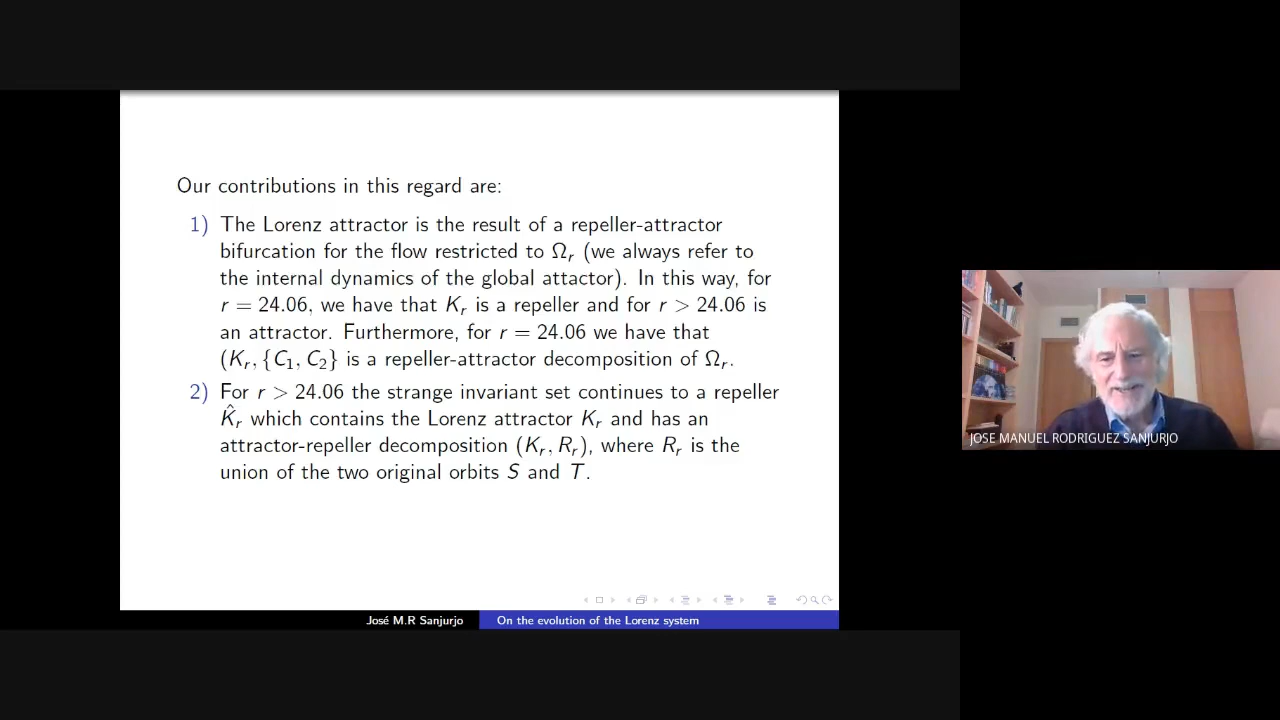 Our contributions in this regard are:
1) The Lorenz attractor is the result of a repeller-attractor
bifurcation for the flow restricted to Ωᵣ (we always refer to
the internal dynamics of the global attactor). In this way, for
r = 24.06, we have that Kᵣ is a repeller and for r > 24.06 is
an attractor. Furthermore, for r = 24.06 we have that
(Kᵣ, {C₁, C₂} is a repeller-attractor decomposition of Ωᵣ.
2) For r > 24.06 the strange invariant set continues to a repeller
K̂ᵣ which contains the Lorenz attractor Kᵣ and has an
attractor-repeller decomposition (Kᵣ, Rᵣ), where Rᵣ is the
union of the two original orbits S and T.
JOSE MANUEL RODRIGUEZ SANJURJO
José M.R Sanjurjo On the evolution of the Lorenz system